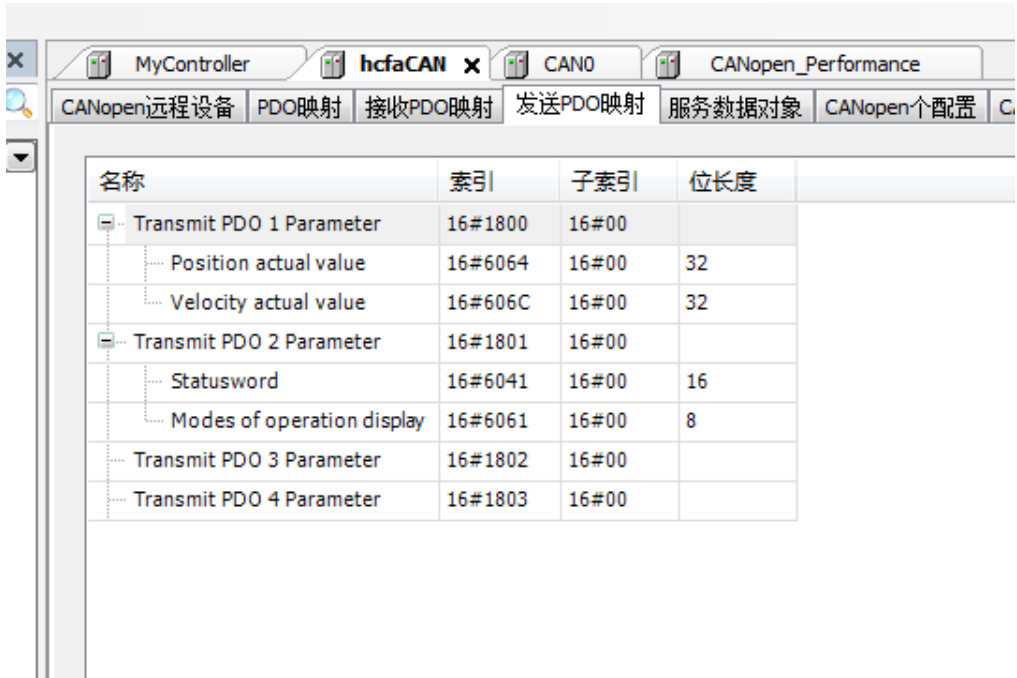 MyController hcfaCAN CAN0 CANopen_Performance
CANopen远程设备 PDO映射 接收PDO映射 发送PDO映射 服务数据对象 CANopen个配置
名称 索引 子索引 位长度
Transmit PDO 1 Parameter 16#1800 16#00
Position actual value 16#6064 16#00 32
Velocity actual value 16#606C 16#00 32
Transmit PDO 2 Parameter 16#1801 16#00
Statusword 16#6041 16#00 16
Modes of operation display 16#6061 16#00 8
Transmit PDO 3 Parameter 16#1802 16#00
Transmit PDO 4 Parameter 16#1803 16#00